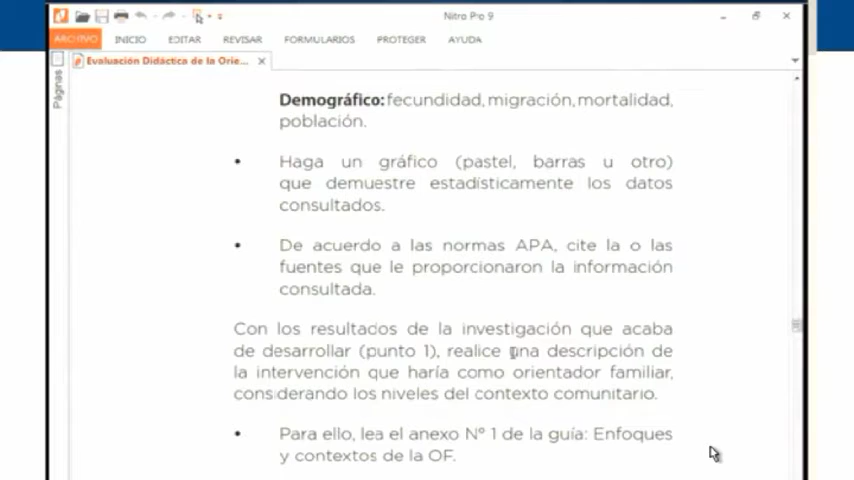 Nitro Pro 9
ARCHIVO INICIO EDITAR REVISAR FORMULARIOS PROTEGER AYUDA
Evaluación Didáctica de la Orie...
Páginas
Demográfico: fecundidad, migración, mortalidad,
población.
• Haga un gráfico (pastel, barras u otro)
que demuestre estadísticamente los datos
consultados.
• De acuerdo a las normas APA, cite la o las
fuentes que le proporcionaron la información
consultada.
Con los resultados de la investigación que acaba
de desarrollar (punto 1), realice una descripción de
la intervención que haría como orientador familiar,
considerando los niveles del contexto comunitario.
• Para ello, lea el anexo Nº 1 de la guía: Enfoques
y contextos de la OF.